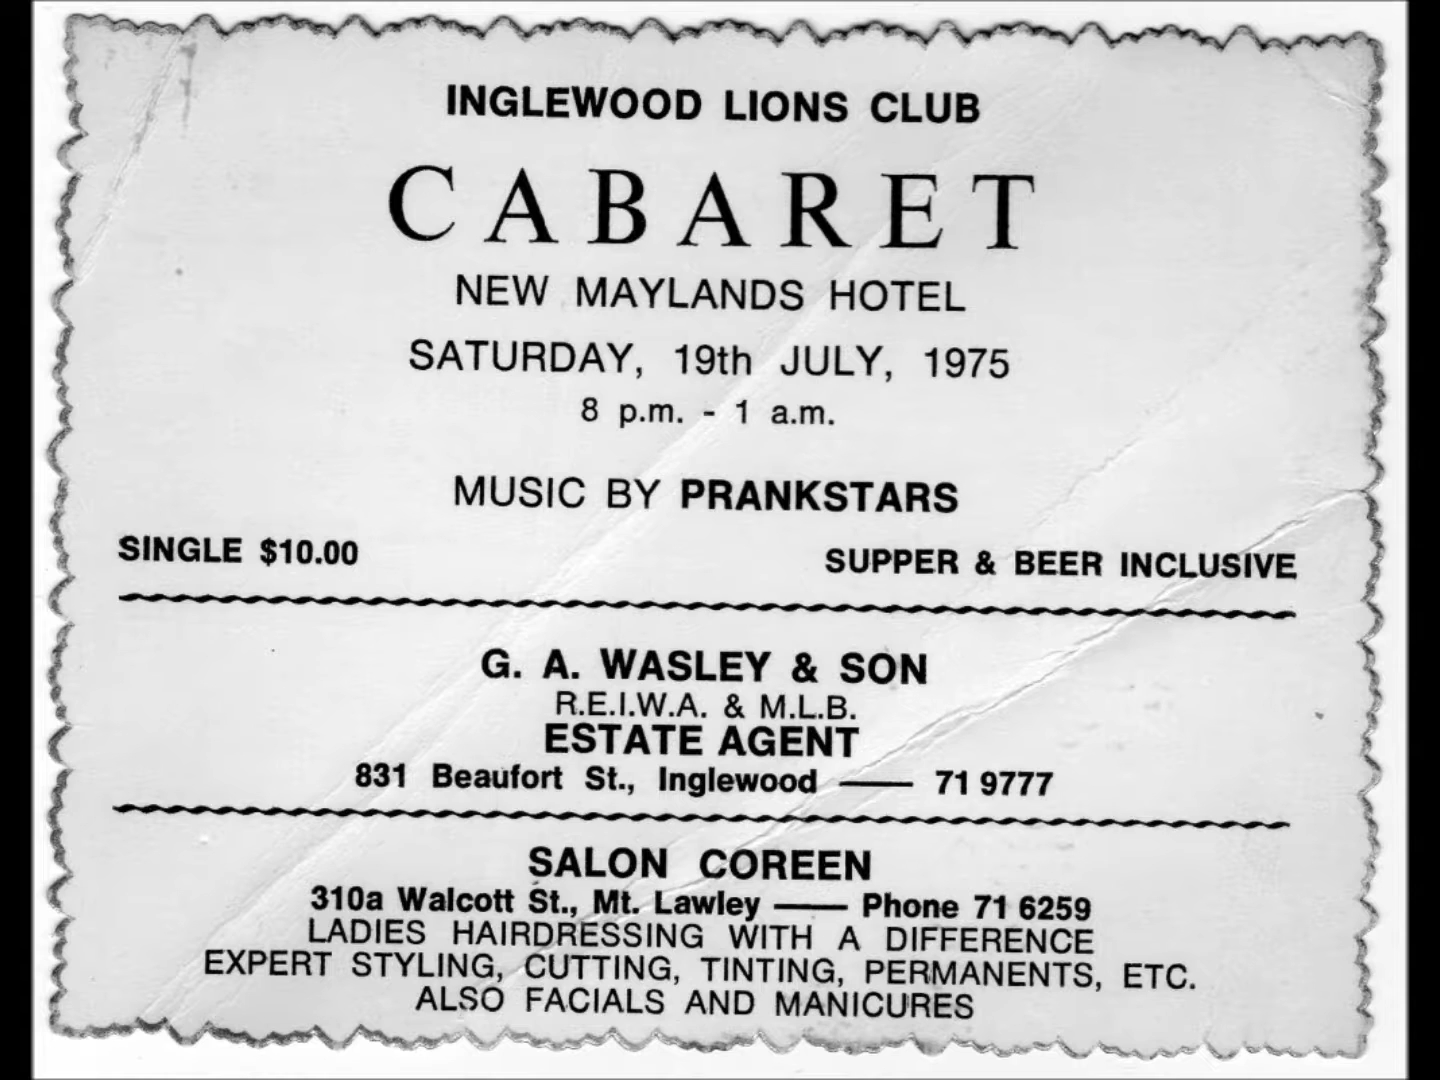 INGLEWOOD LIONS CLUB
CABARET
NEW MAYLANDS HOTEL
SATURDAY, 19th JULY, 1975
8 p.m. - 1 a.m.
MUSIC BY PRANKSTARS
SINGLE $10.00 SUPPER & BEER INCLUSIVE
G. A. WASLEY & SON
R.E.I.W.A. & M.L.B.
ESTATE AGENT
831 Beaufort St., Inglewood —— 71 9777
SALON COREEN
310a Walcott St., Mt. Lawley —— Phone 71 6259
LADIES HAIRDRESSING WITH A DIFFERENCE
EXPERT STYLING, CUTTING, TINTING, PERMANENTS, ETC.
ALSO FACIALS AND MANICURES